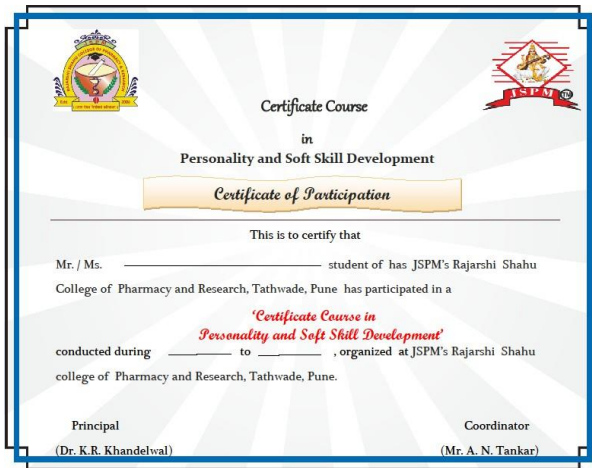 JSPM
TM
Certificate Course
in
Personality and Soft Skill Development
Certificate of Participation
This is to certify that
Mr. / Ms. student of has JSPM's Rajarshi Shahu
College of Pharmacy and Research, Tathwade, Pune has participated in a
'Certificate Course in
Personality and Soft Skill Development'
conducted during to , organized at JSPM's Rajarshi Shahu
college of Pharmacy and Research, Tathwade, Pune.
Principal Coordinator
(Dr. K.R. Khandelwal) (Mr. A. N. Tankar)